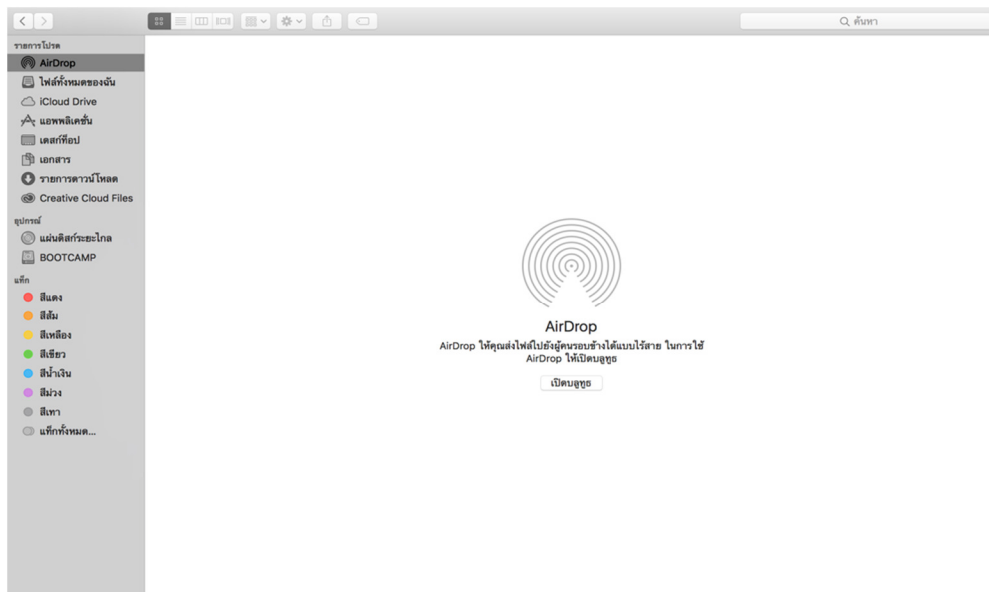 ค้นหา
รายการโปรด
AirDrop
ไฟล์ทั้งหมดของฉัน
iCloud Drive
แอพพลิเคชั่น
เดสก์ท็อป
เอกสาร
รายการดาวน์โหลด
Creative Cloud Files
อุปกรณ์
แผ่นดิสก์ระยะไกล
BOOTCAMP
แท็ก
สีแดง
สีส้ม
สีเหลือง
สีเขียว
สีน้ำเงิน
สีม่วง
สีเทา
แท็กทั้งหมด...
AirDrop
AirDrop ให้คุณส่งไฟล์ไปยังผู้คนรอบข้างได้แบบไร้สาย ในการใช้
AirDrop ให้เปิดบลูทูธ
เปิดบลูทูธ